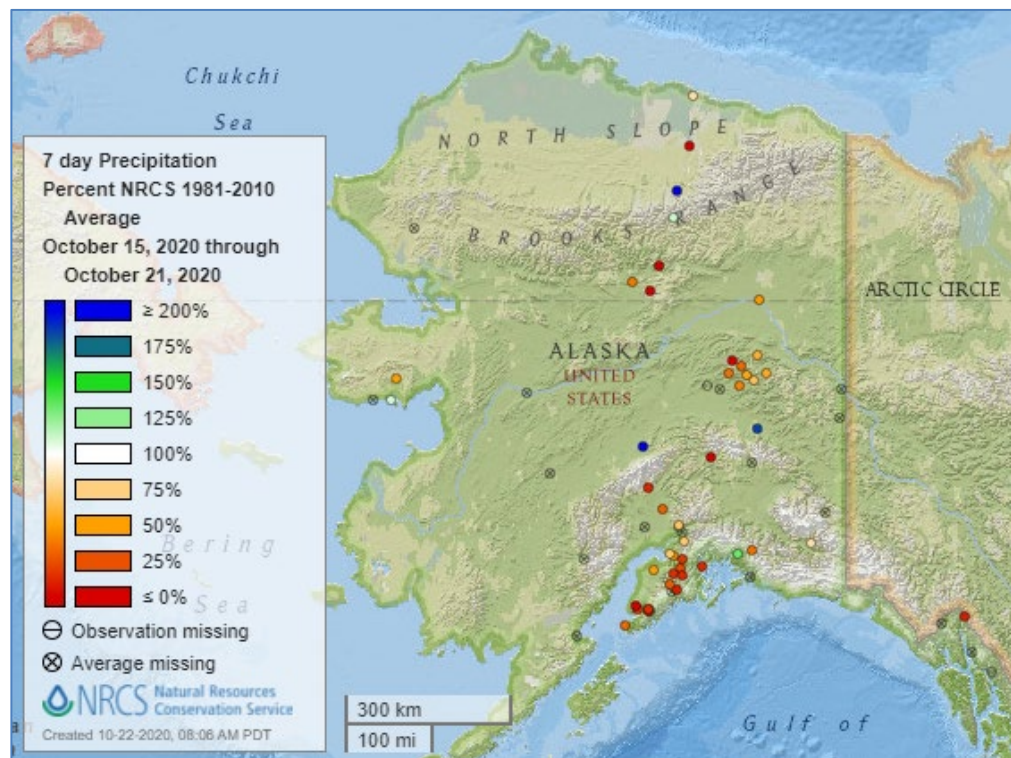 Chukchi
Sea
NORTH SLOPE
BROOKS RANGE
ARCTIC CIRCLE
ALASKA
UNITED
STATES
Bering
Sea
Gulf of
7 day Precipitation
Percent NRCS 1981-2010
Average
October 15, 2020 through
October 21, 2020
≥ 200%
175%
150%
125%
100%
75%
50%
25%
≤ 0%
Observation missing
Average missing
NRCS Natural Resources
Conservation Service
Created 10-22-2020, 08:06 AM PDT
300 km
100 mi